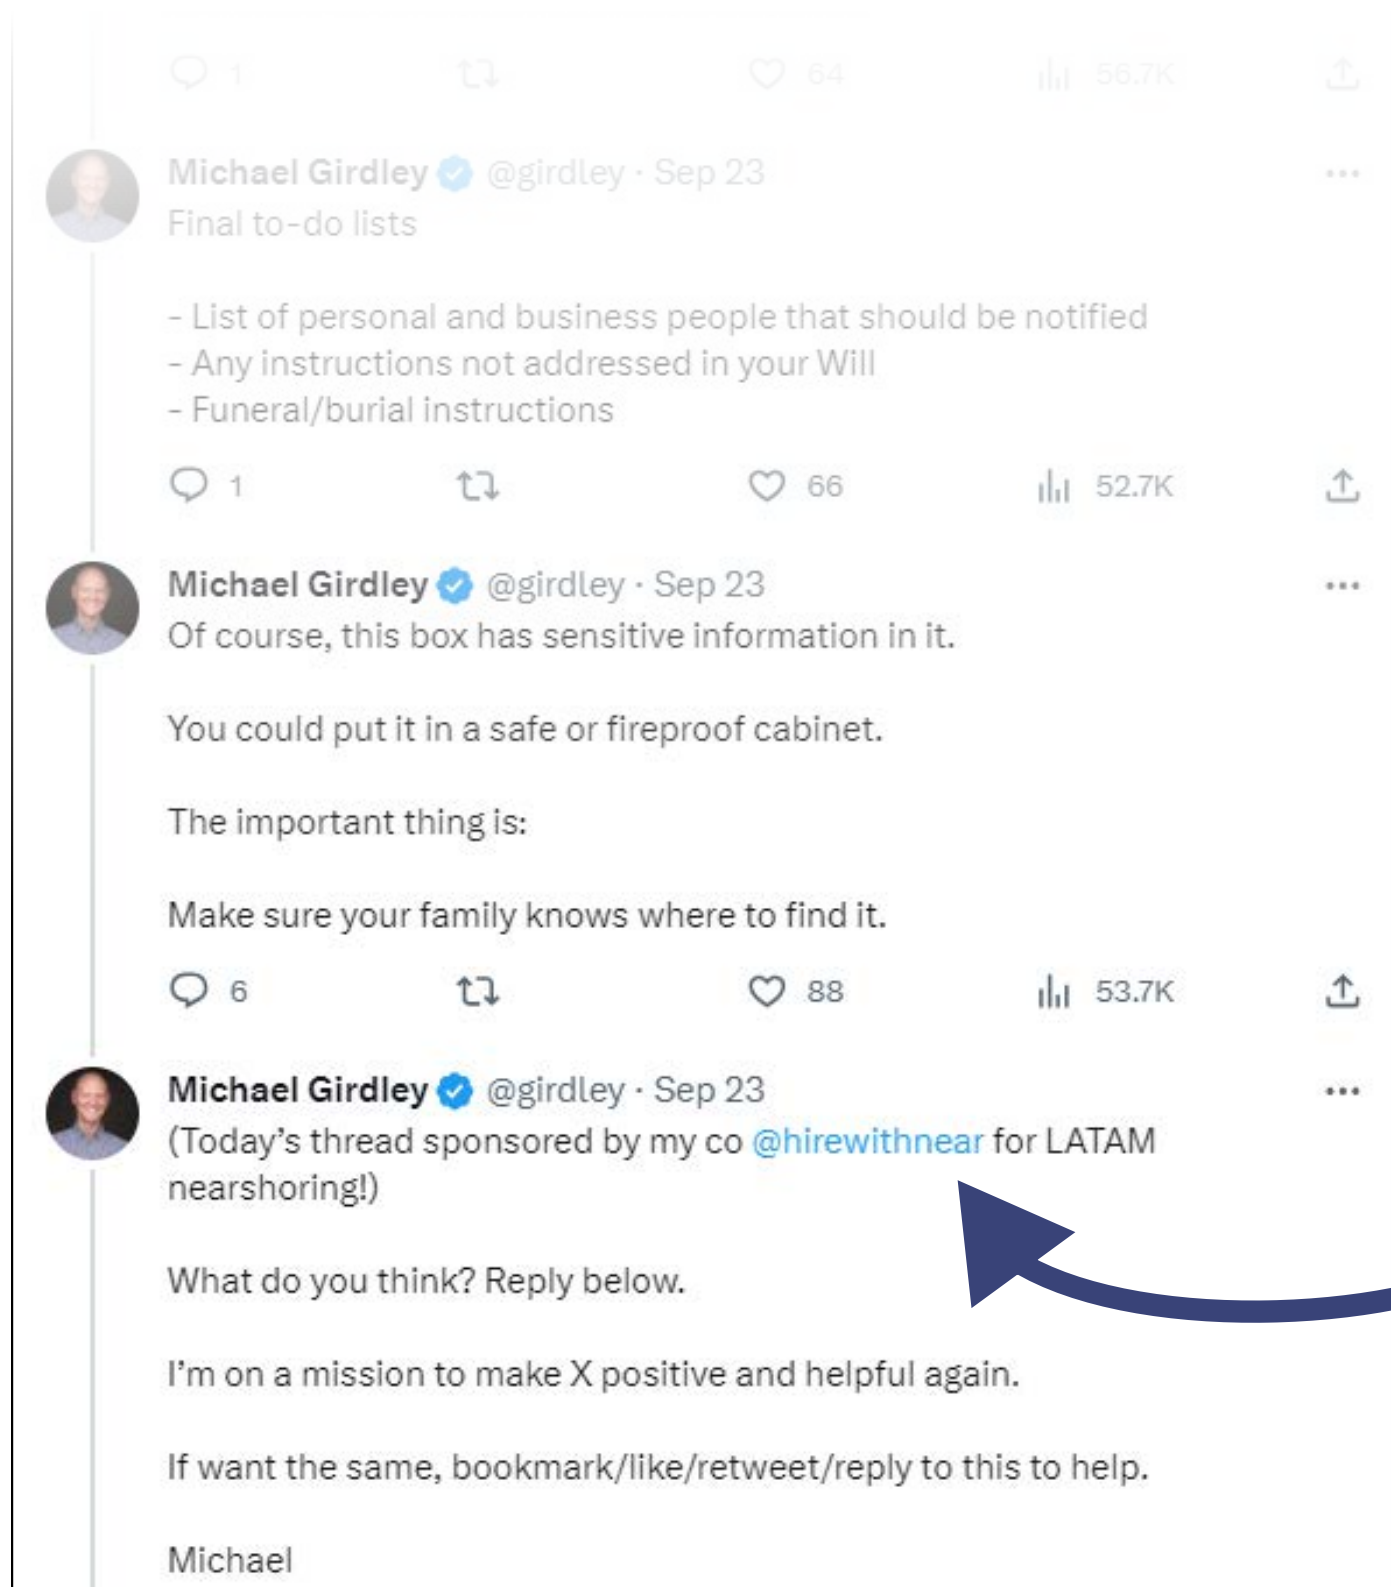 1 64 56.7K
Michael Girdley @girdley · Sep 23
Final to-do lists
- List of personal and business people that should be notified
- Any instructions not addressed in your Will
- Funeral/burial instructions
1 66 52.7K
Michael Girdley @girdley · Sep 23
Of course, this box has sensitive information in it.
You could put it in a safe or fireproof cabinet.
The important thing is:
Make sure your family knows where to find it.
6 88 53.7K
Michael Girdley @girdley · Sep 23
(Today’s thread sponsored by my co @hirewithnear for LATAM
nearshoring!)
What do you think? Reply below.
I’m on a mission to make X positive and helpful again.
If want the same, bookmark/like/retweet/reply to this to help.
Michael